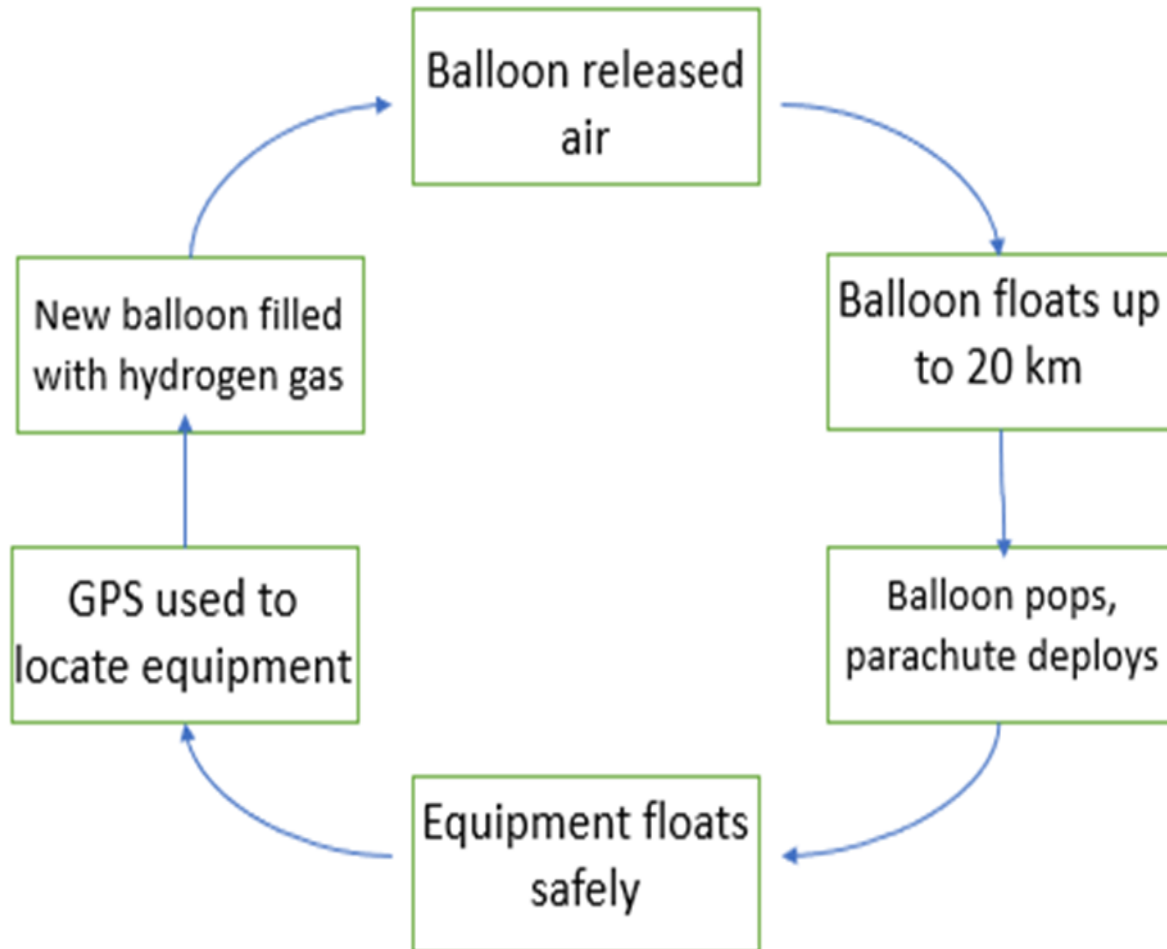 Balloon released
air
Balloon floats up
to 20 km
Balloon pops,
parachute deploys
Equipment floats
safely
GPS used to
locate equipment
New balloon filled
with hydrogen gas